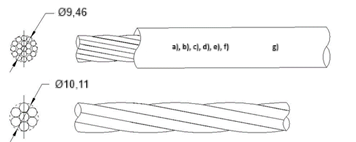 Ø9,46
a), b), c), d), e), f) g)
Ø10,11